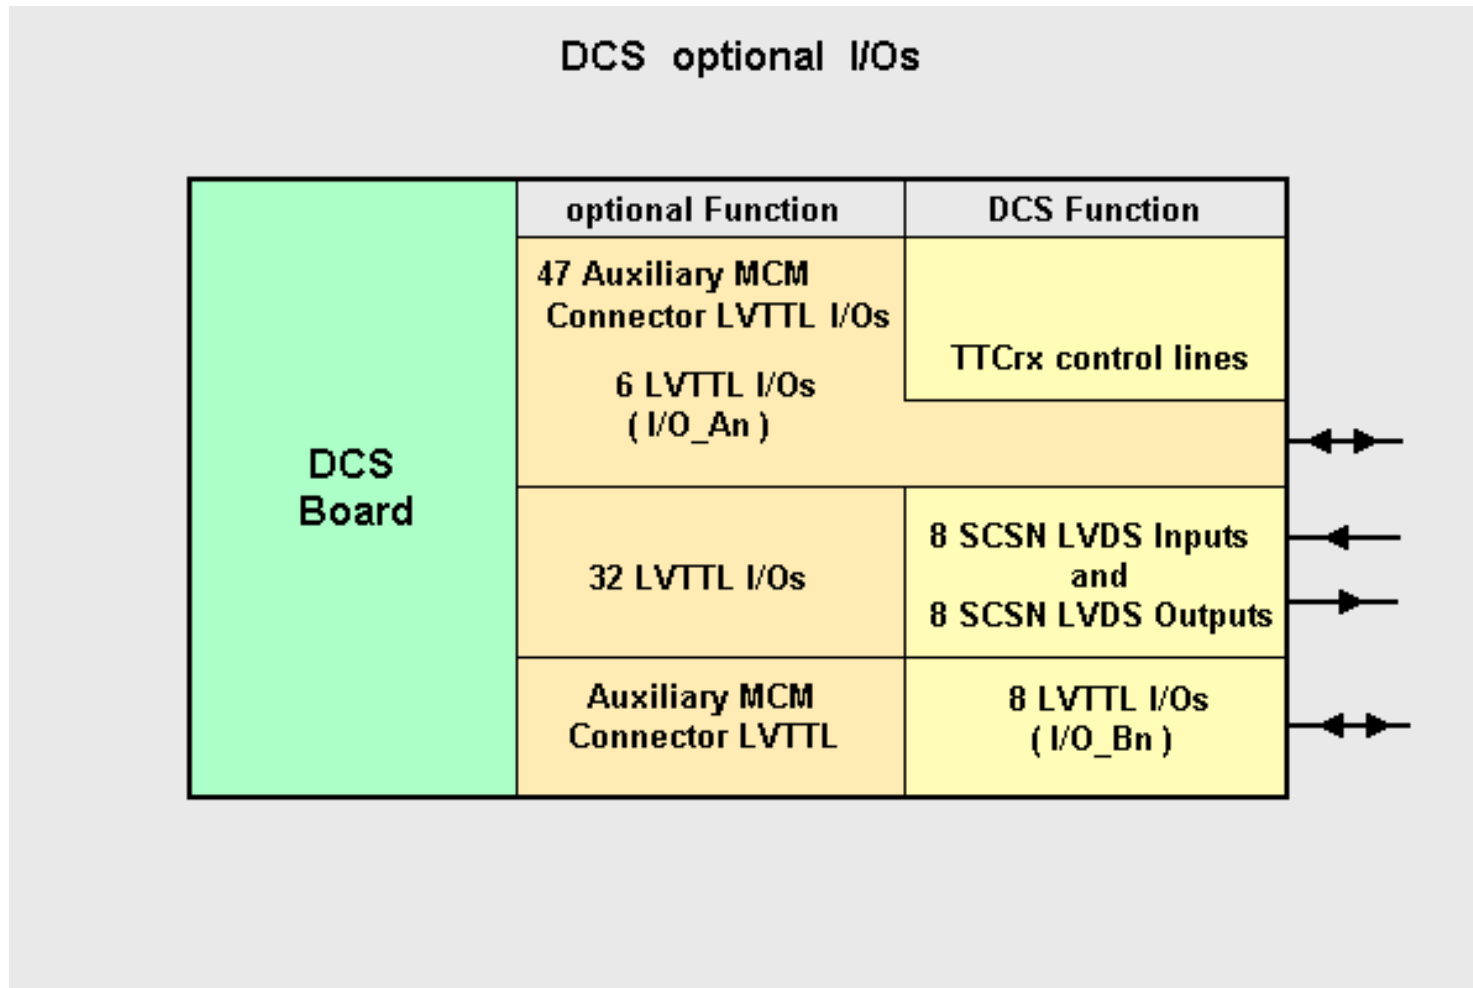 DCS optional I/Os
optional Function
DCS Function
47 Auxiliary MCM
Connector LVTTL I/Os
6 LVTTL I/Os
( I/O_An )
TTCrx control lines
DCS
Board
32 LVTTL I/Os
8 SCSN LVDS Inputs
and
8 SCSN LVDS Outputs
Auxiliary MCM
Connector LVTTL
8 LVTTL I/Os
( I/O_Bn )